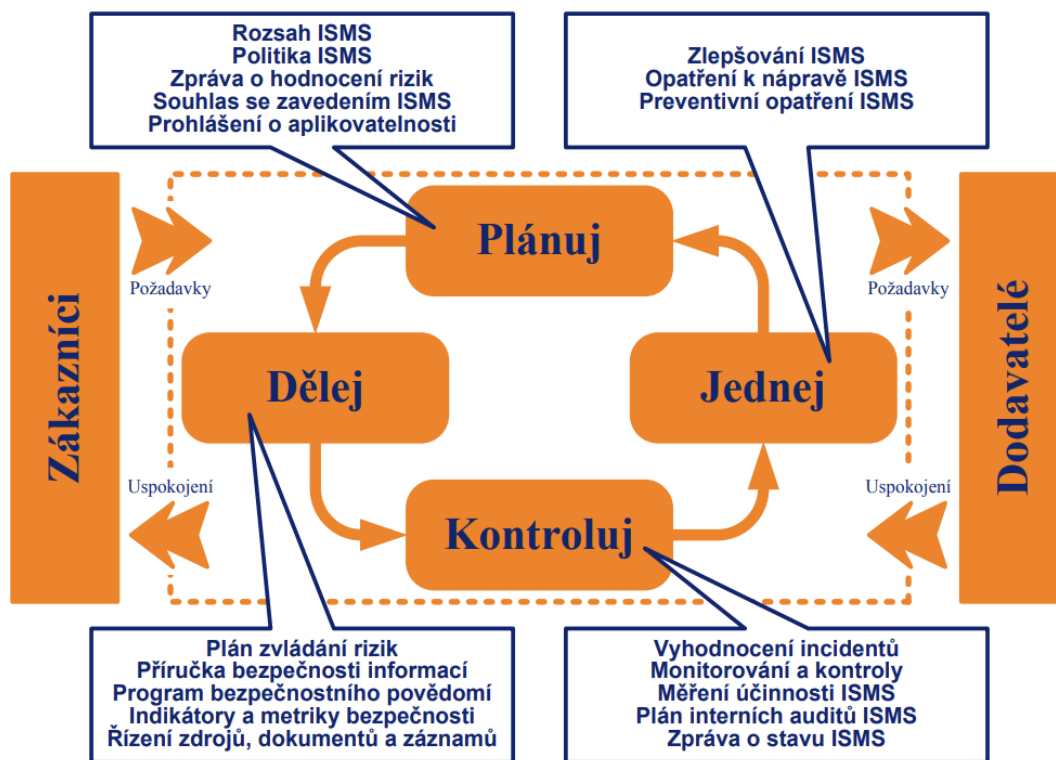 Rozsah ISMS
Politika ISMS
Zpráva o hodnocení rizik
Souhlas se zavedením ISMS
Prohlášení o aplikovatelnosti
Zlepšování ISMS
Opatření k nápravě ISMS
Preventivní opatření ISMS
Zákazníci
Požadavky
Plánuj
Požadavky
Dodavatelé
Dělej
Jednej
Uspokojení
Kontroluj
Uspokojení
Plán zvládání rizik
Příručka bezpečnosti informací
Program bezpečnostního povědomí
Indikátory a metriky bezpečnosti
Řízení zdrojů, dokumentů a záznamů
Vyhodnocení incidentů
Monitorování a kontroly
Měření účinnosti ISMS
Plán interních auditů ISMS
Zpráva o stavu ISMS